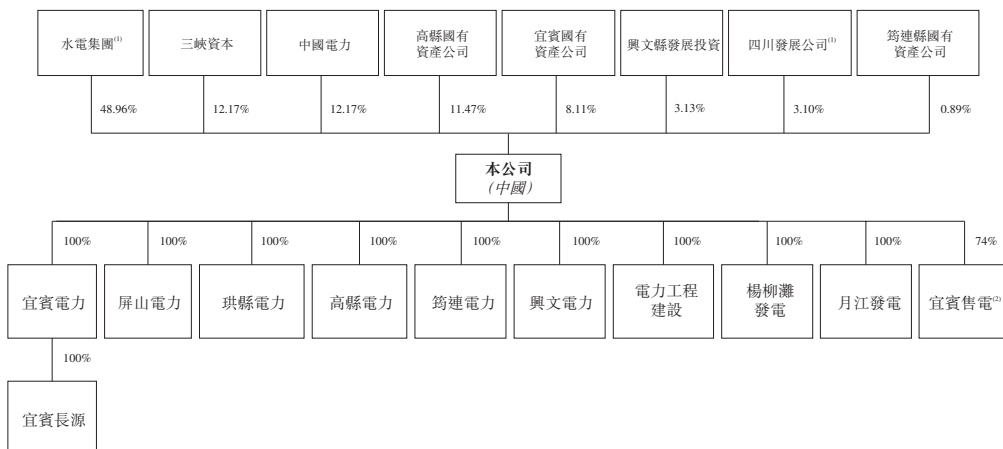 水電集團(1)
三峽資本
中國電力
高縣國有
資產公司
宜賓國有
資產公司
興文縣發展投資
四川發展公司(1)
筠連縣國有
資產公司
48.96%
12.17%
12.17%
11.47%
8.11%
3.13%
3.10%
0.89%
本公司
(中國)
100%
100%
100%
100%
100%
100%
100%
100%
100%
74%
宜賓電力
屏山電力
珙縣電力
高縣電力
筠連電力
興文電力
電力工程
建設
楊柳灘
發電
月江發電
宜賓售電(2)
100%
宜賓長源